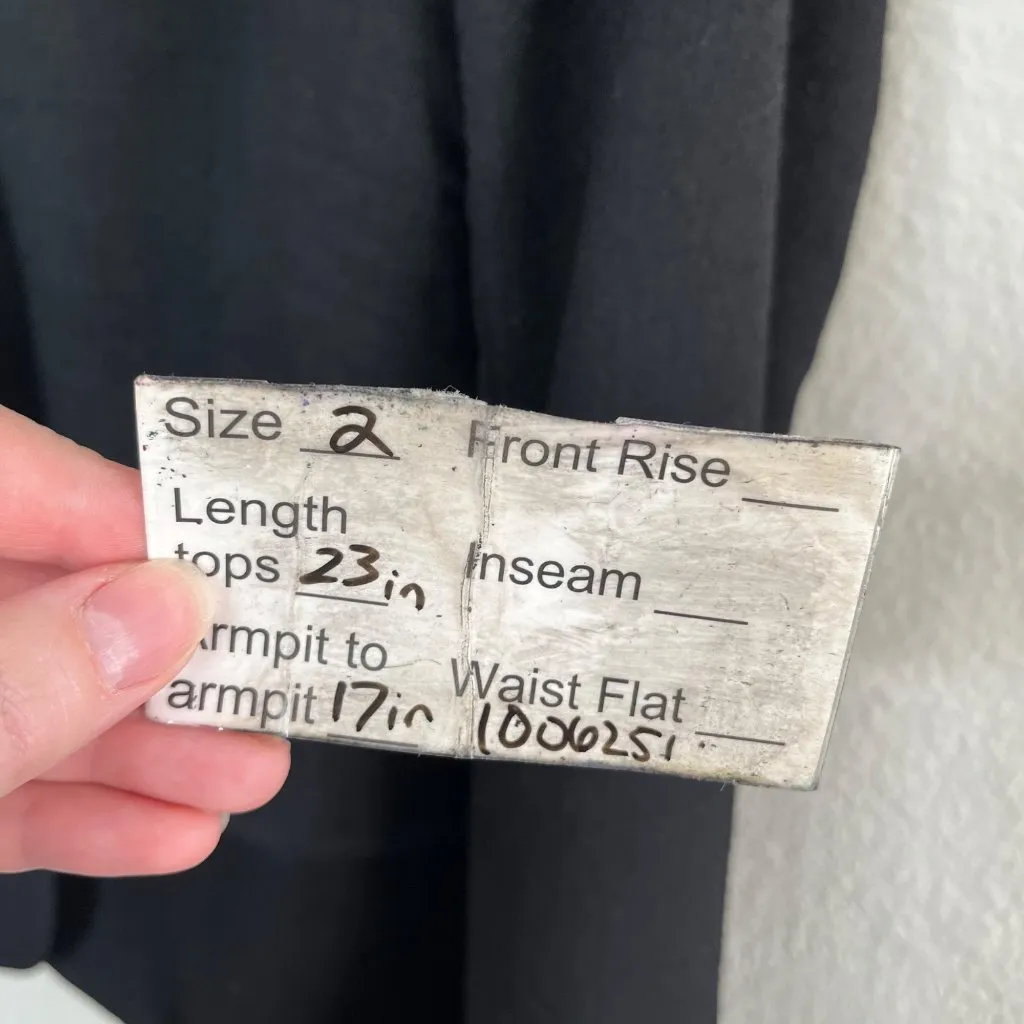 Size 2
Length
tops 23in
Armpit to
armpit 17in
Front Rise
Inseam
Waist Flat
1006251